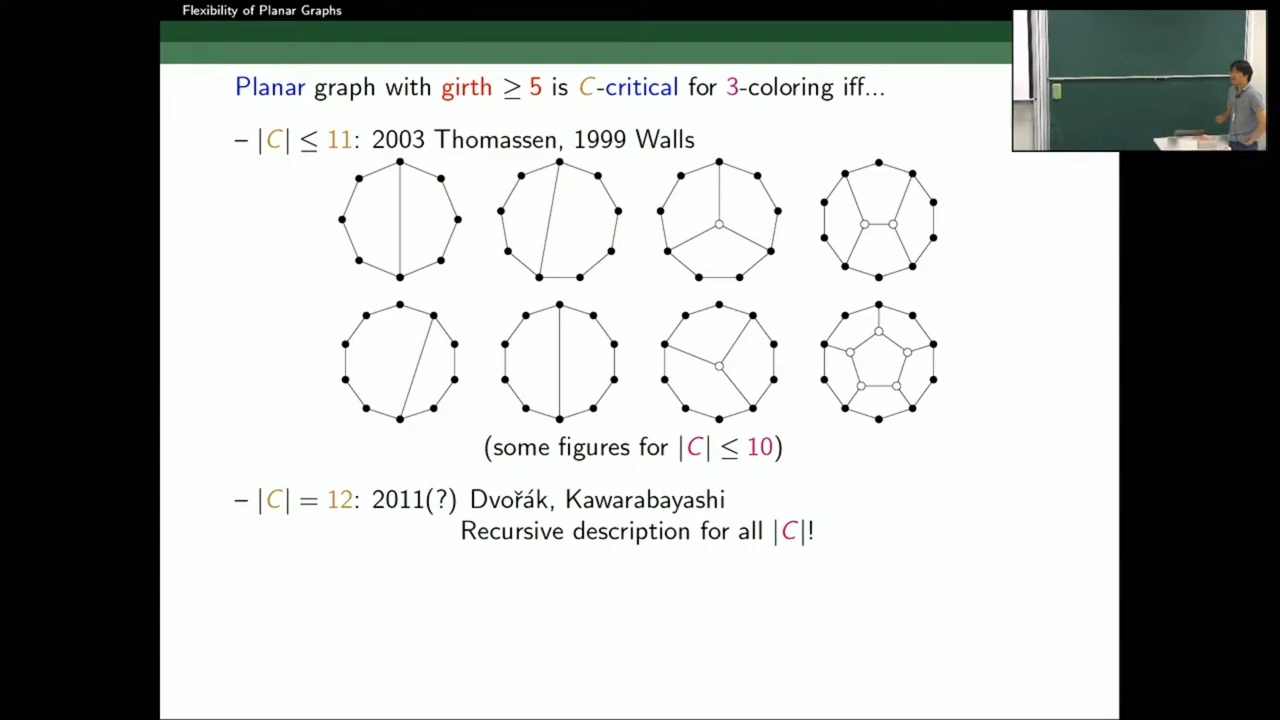 Flexibility of Planar Graphs
Planar graph with girth ≥ 5 is C-critical for 3-coloring iff...
– |C| ≤ 11: 2003 Thomassen, 1999 Walls
(some figures for |C| ≤ 10)
– |C| = 12: 2011(?) Dvořák, Kawarabayashi
Recursive description for all |C|!